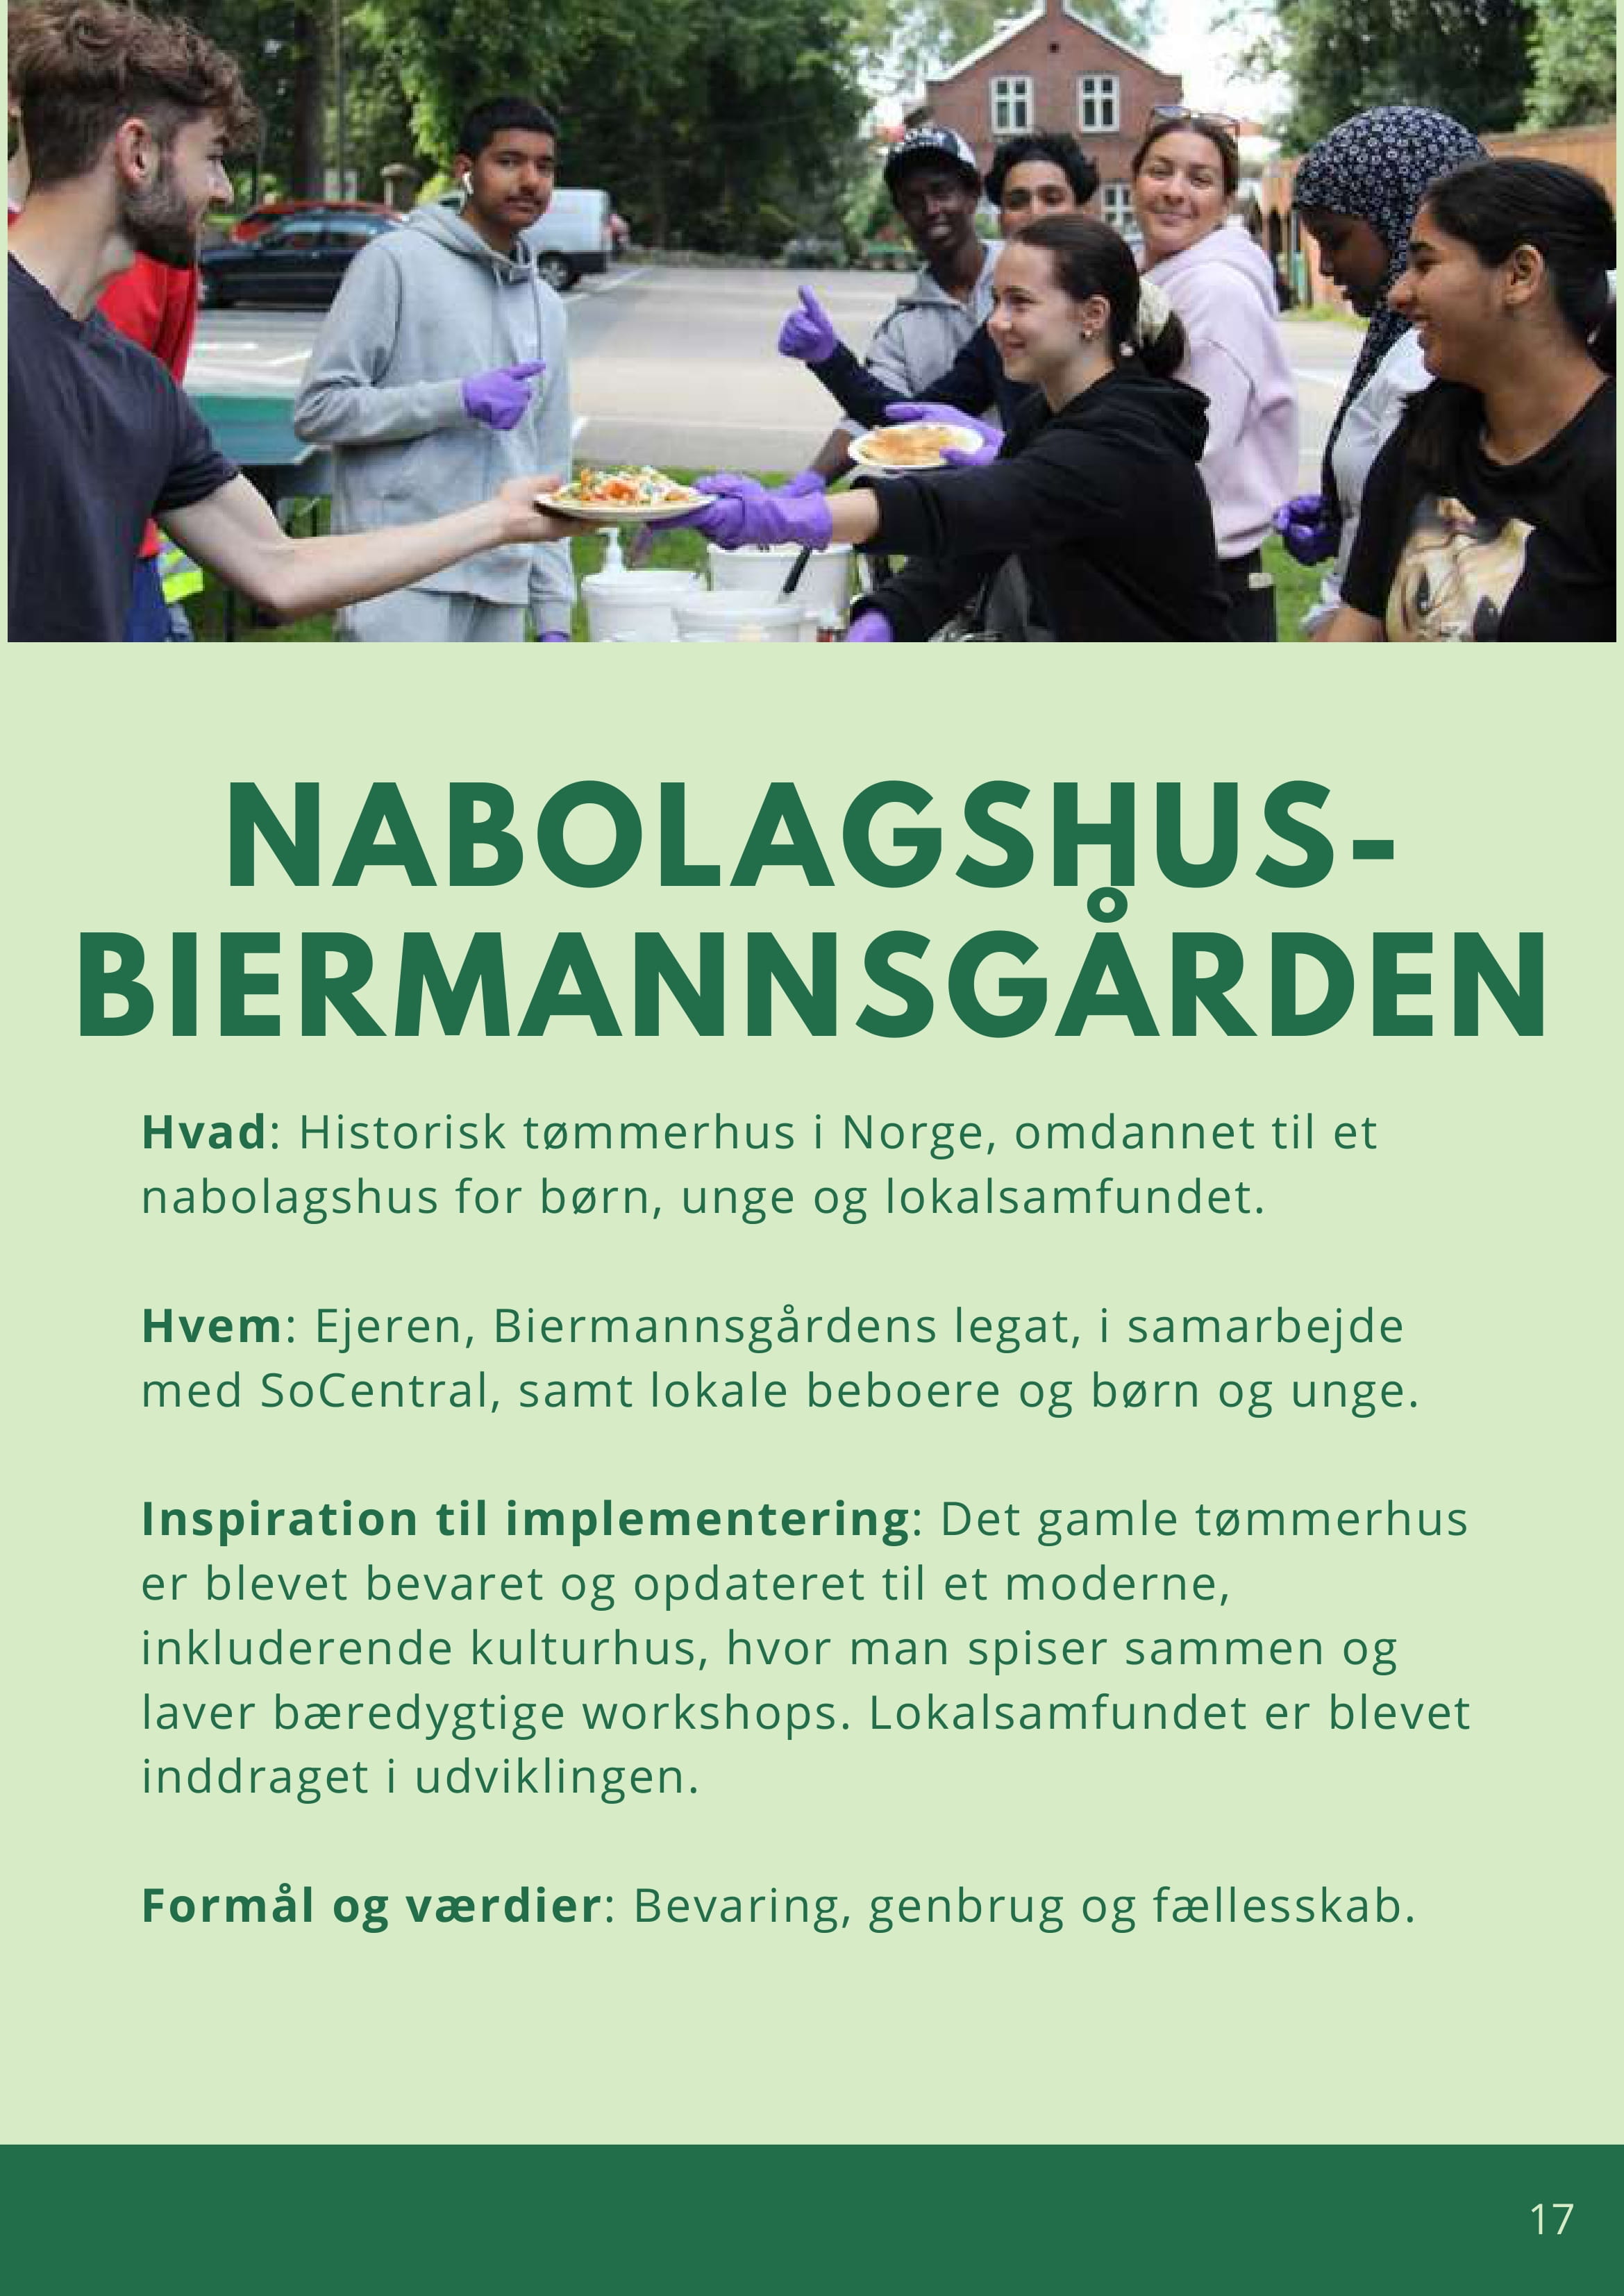 NABOLAGSHUS-
BIERMANNSGÅRDEN
Hvad: Historisk tømmerhus i Norge, omdannet til et
nabolagshus for børn, unge og lokalsamfundet.
Hvem: Ejeren, Biermannsgårdens legat, i samarbejde
med SoCentral, samt lokale beboere og børn og unge.
Inspiration til implementering: Det gamle tømmerhus
er blevet bevaret og opdateret til et moderne,
inkluderende kulturhus, hvor man spiser sammen og
laver bæredygtige workshops. Lokalsamfundet er blevet
inddraget i udviklingen.
Formål og værdier: Bevaring, genbrug og fællesskab.
17